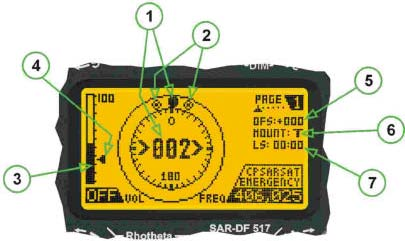 1
2
4
5
DIM
100
PAGE 1
0
OFS:+000
MOUNT: T
6
LS: 00:00
>002>
3
7
180
CPSARSAT
EMERGENCY
OFF
VOL
FREQ
406.025
Rhotheta
SAR-DF 517